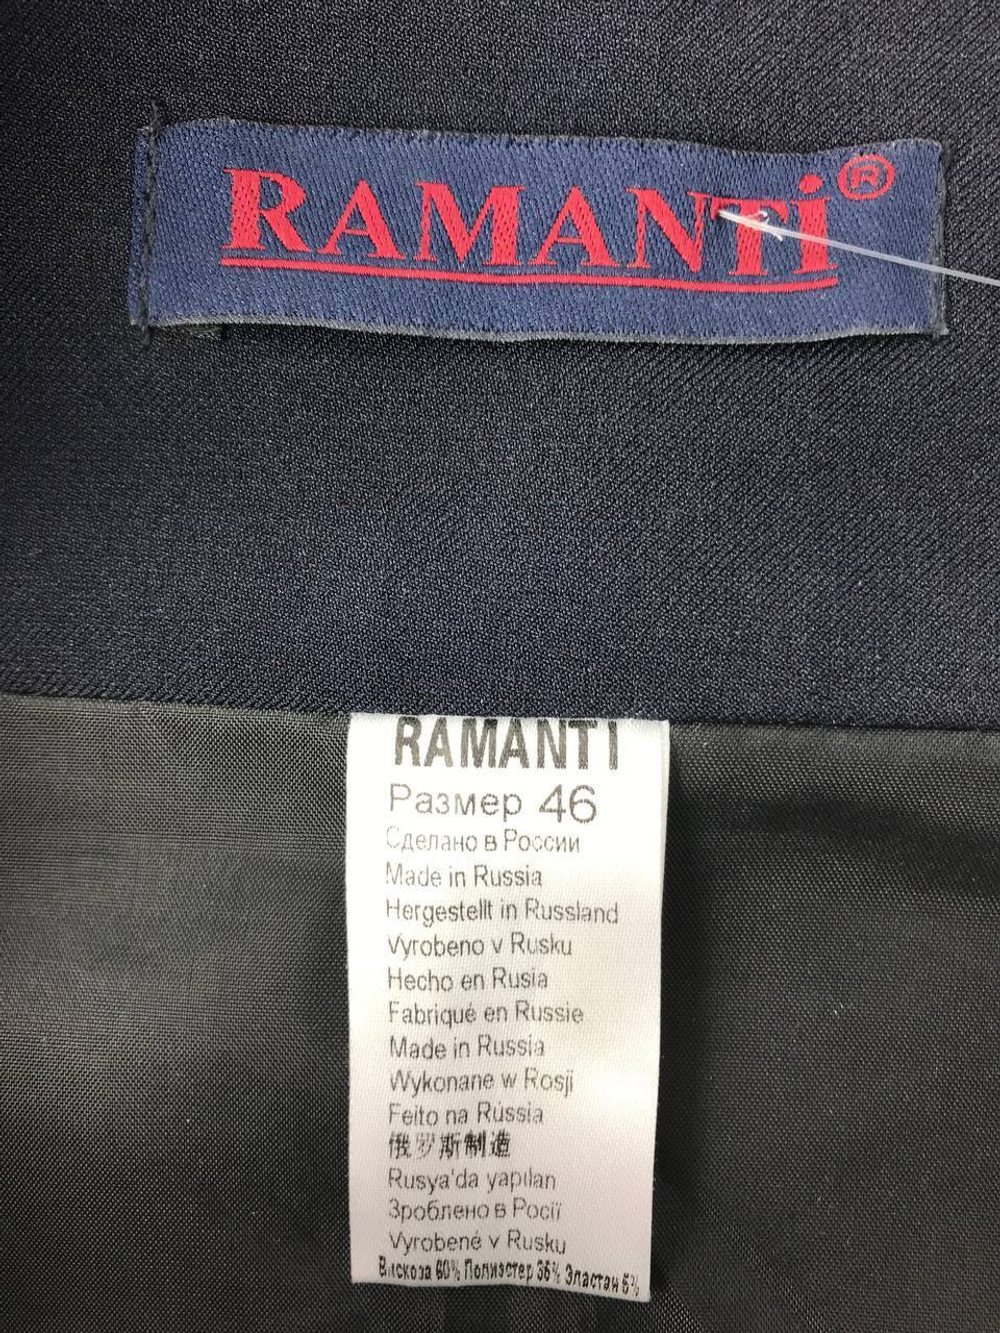 RAMANTi®
RAMANTI
Размер 46
Сделано в России
Made in Russia
Hergestellt in Russland
Vyrobeno v Rusku
Hecho en Rusia
Fabriqué en Russie
Made in Russia
Wykonane w Rosji
Feito na Rússia
俄罗斯制造
Rusya'da yapılan
Зроблено в Росії
Vyrobené v Rusku
Вискоза 60% Полиэстер 35% Эластан 5%